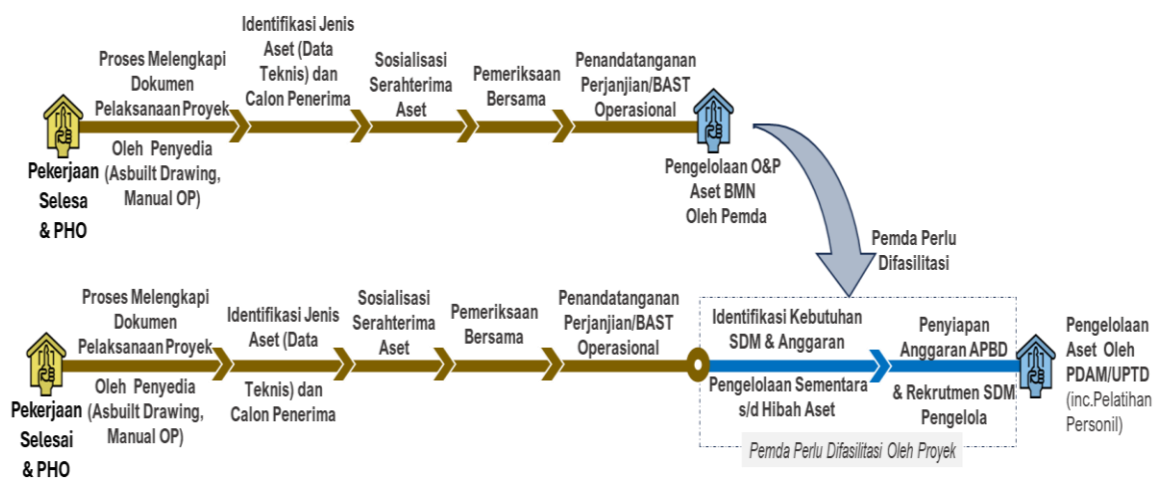 Proses Melengkapi
Dokumen
Pelaksanaan Proyek
Identifikasi Jenis
Aset (Data
Teknis) dan
Calon Penerima
Sosialisasi
Serahterima
Aset
Pemeriksaan
Bersama
Penandatanganan
Perjanjian/BAST
Operasional
Pekerjaan
Selesa
& PHO
Oleh Penyedia
(Asbuilt Drawing,
Manual OP)
Pengelolaan O&P
Aset BMN
Oleh Pemda
Pemda Perlu
Difasilitasi
Proses Melengkapi
Dokumen
Pelaksanaan Proyek
Identifikasi Jenis
Aset (Data
Sosialisasi
Serahterima
Aset
Pemeriksaan
Bersama
Penandatanganan
Perjanjian/BAST
Operasional
Identifikasi Kebutuhan
SDM & Anggaran
Penyiapan
Anggaran APBD
Pekerjaan
Selesai
& PHO
Oleh Penyedia
(Asbuilt Drawing,
Manual OP)
Teknis) dan
Calon Penerima
Pengelolaan Sementara
s/d Hibah Aset
& Rekrutmen SDM
Pengelola
Pengelolaan
Aset Oleh
PDAM/UPTD
(inc.Pelatihan
Personil)
Pemda Perlu Difasilitasi Oleh Proyek